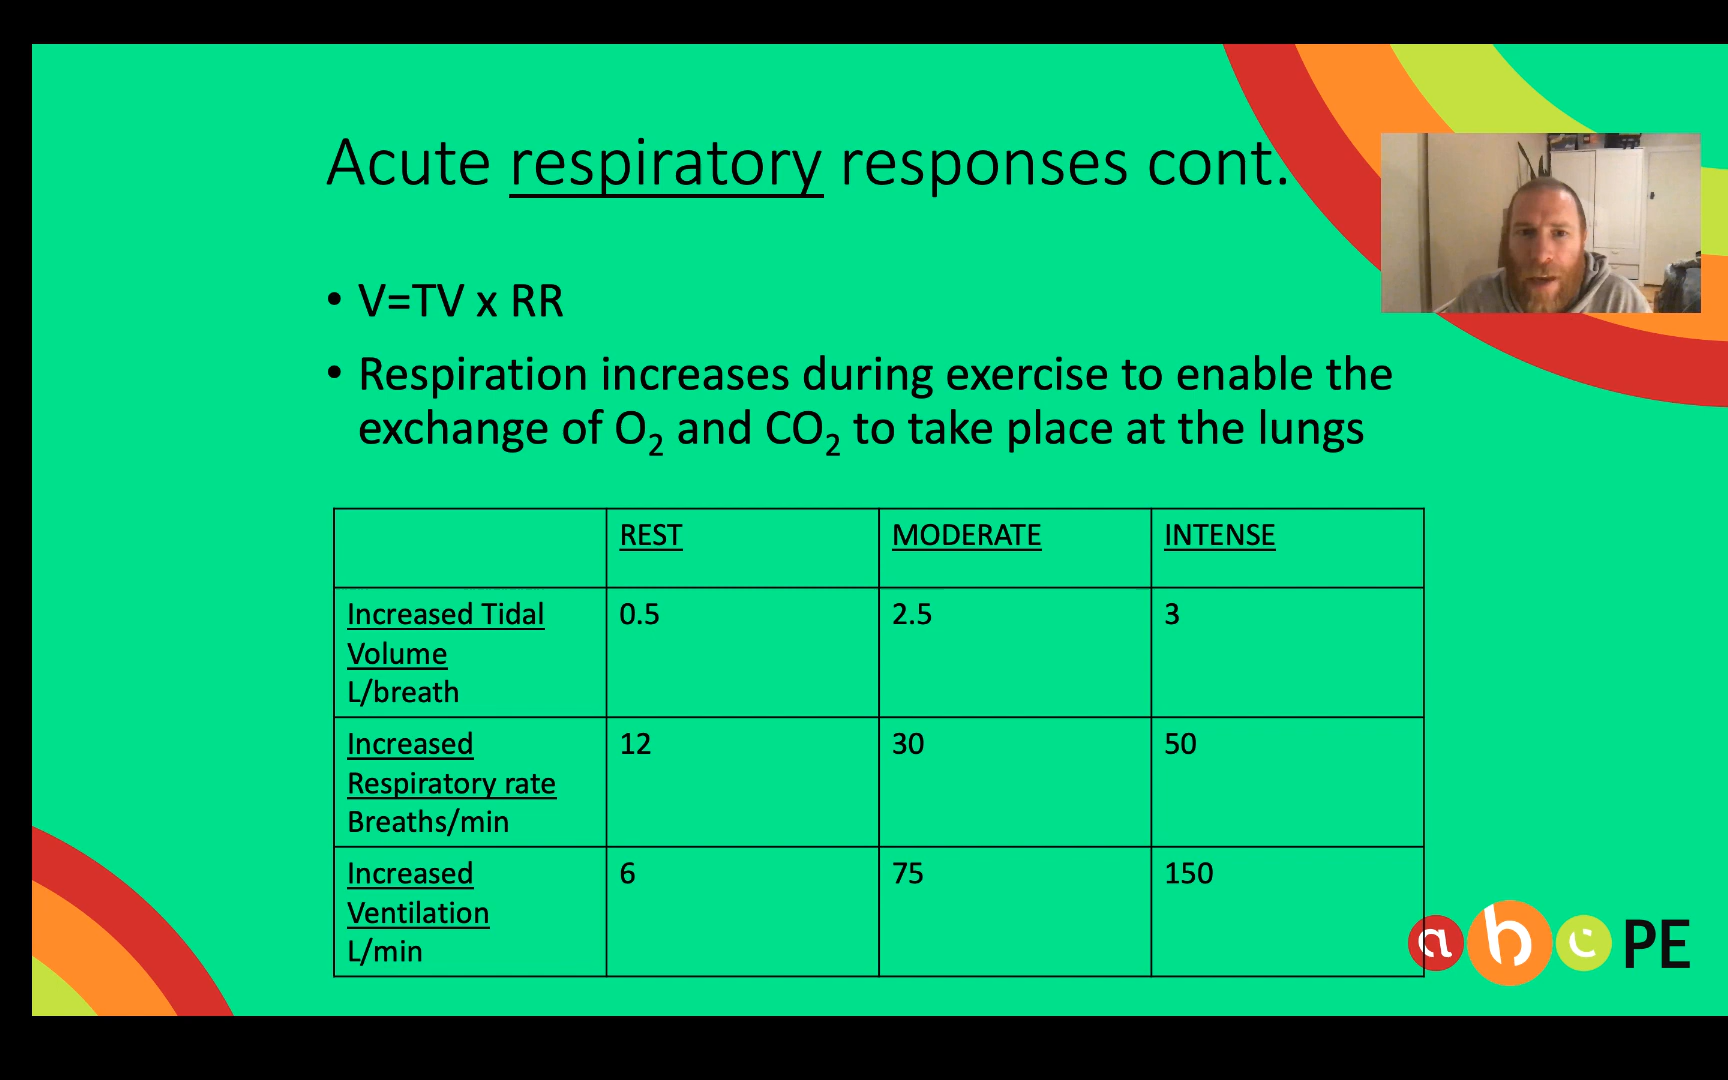 Acute respiratory responses cont.
• V=TV x RR
• Respiration increases during exercise to enable the
exchange of O₂ and CO₂ to take place at the lungs
REST MODERATE INTENSE
Increased Tidal
Volume
L/breath
0.5 2.5 3
Increased
Respiratory rate
Breaths/min
12 30 50
Increased
Ventilation
L/min
6 75 150
abc PE